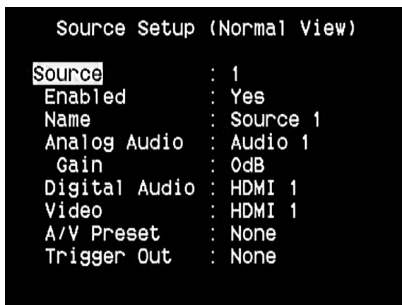 Source Setup (Normal View)
Source : 1
Enabled : Yes
Name : Source 1
Analog Audio : Audio 1
Gain : 0dB
Digital Audio : HDMI 1
Video : HDMI 1
A/V Preset : None
Trigger Out : None